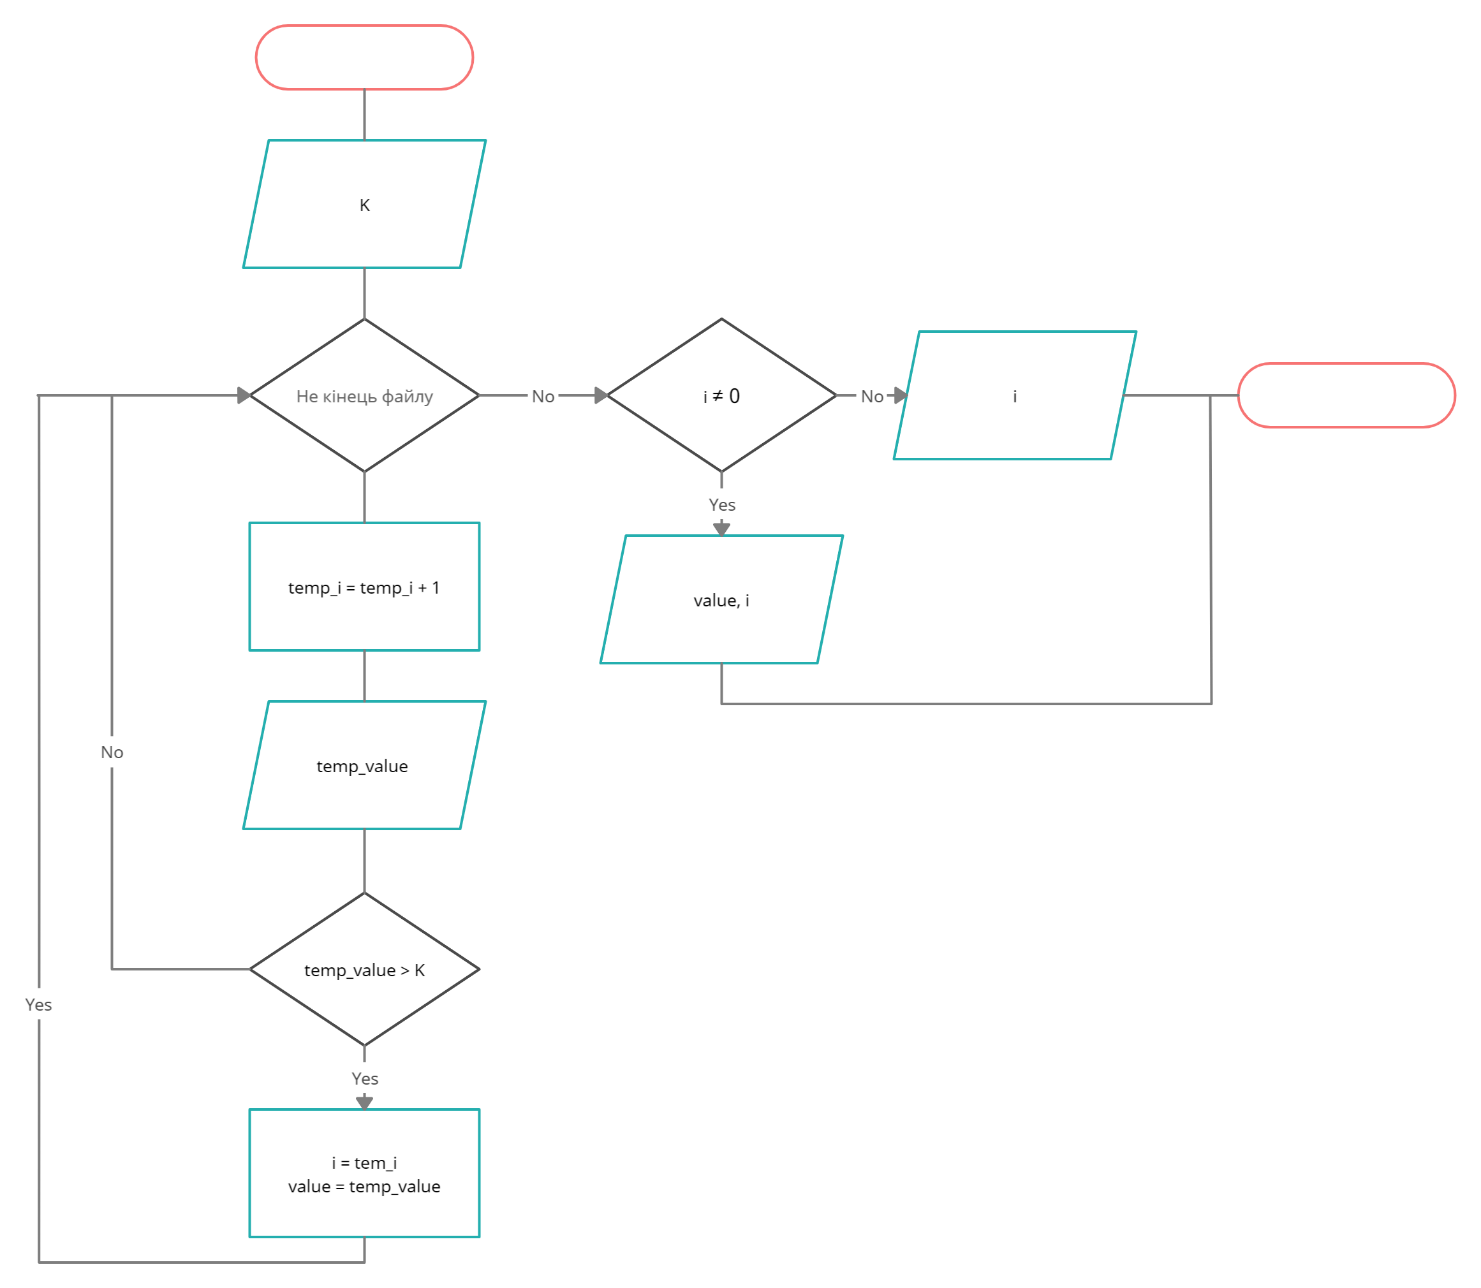 K
Не кінець файлу
No
i ≠ 0
No
i
Yes
value, i
temp_i = temp_i + 1
No
temp_value
temp_value > K
Yes
Yes
i = tem_i
value = temp_value